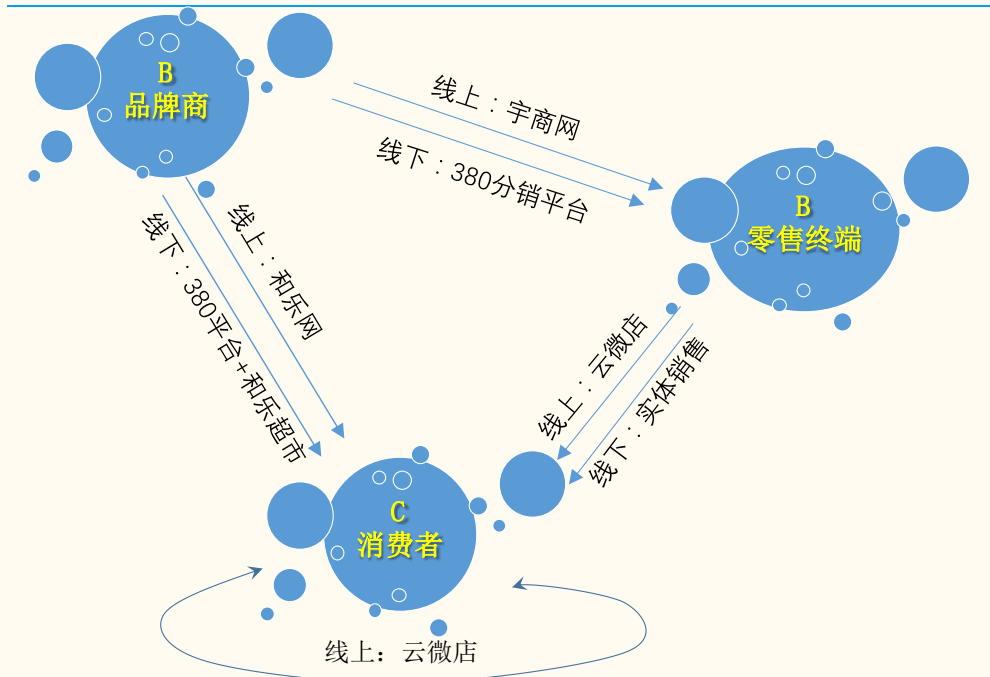 B
品牌商
线上：宇商网
线下：380分销平台
B
零售终端
线上：和乐网
线下：380平台+和乐超市
线上：云微店
线下：实体销售
C
消费者
线上：云微店